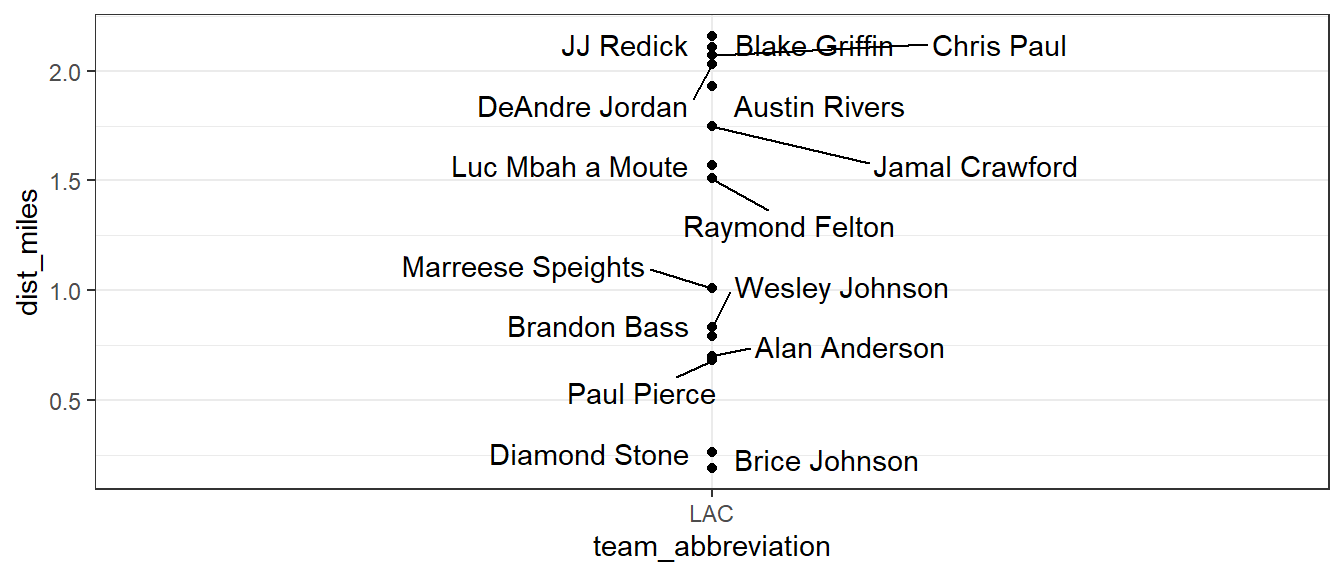 JJ Redick
Blake Griffin
Chris Paul
2.0
DeAndre Jordan
Austin Rivers
Luc Mbah a Moute
Jamal Crawford
1.5
Raymond Felton
dist_miles
Marreese Speights
Wesley Johnson
1.0
Brandon Bass
Alan Anderson
Paul Pierce
0.5
Diamond Stone
Brice Johnson
LAC
team_abbreviation